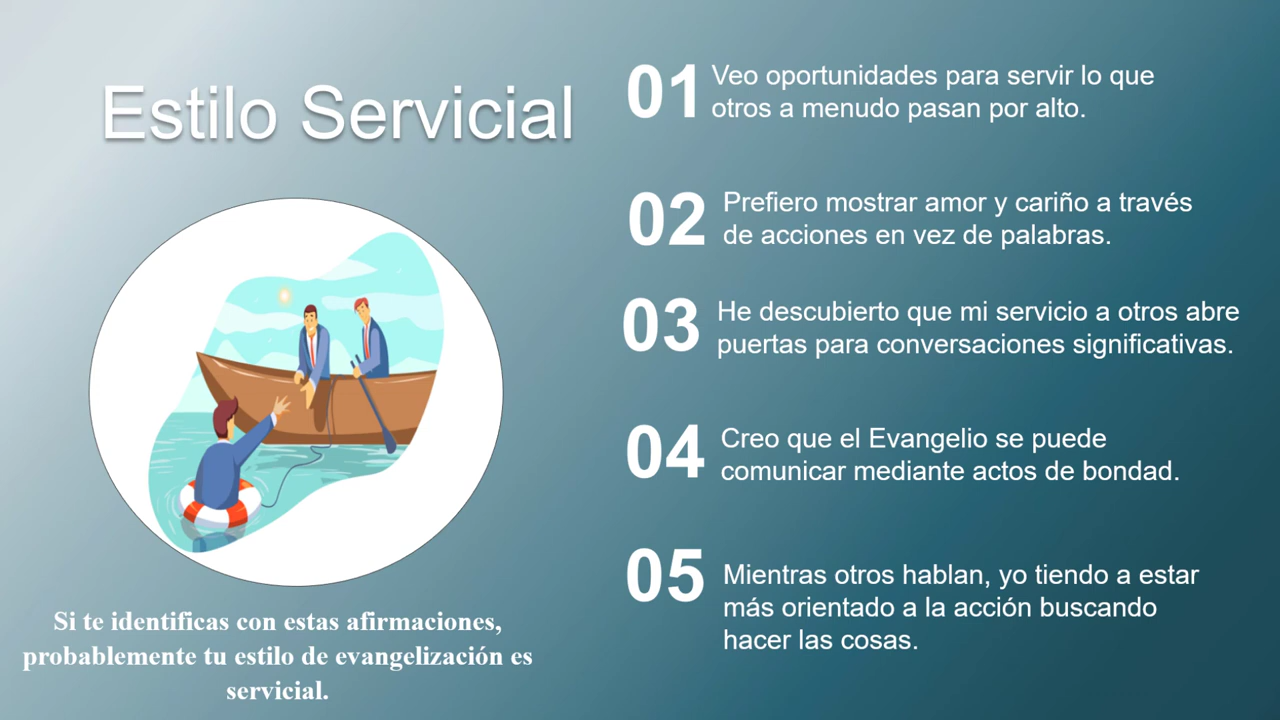 Estilo Servicial
01 Veo oportunidades para servir lo que
otros a menudo pasan por alto.
02 Prefiero mostrar amor y cariño a través
de acciones en vez de palabras.
03 He descubierto que mi servicio a otros abre
puertas para conversaciones significativas.
04 Creo que el Evangelio se puede
comunicar mediante actos de bondad.
05 Mientras otros hablan, yo tiendo a estar
más orientado a la acción buscando
hacer las cosas.
Si te identificas con estas afirmaciones,
probablemente tu estilo de evangelización es
servicial.